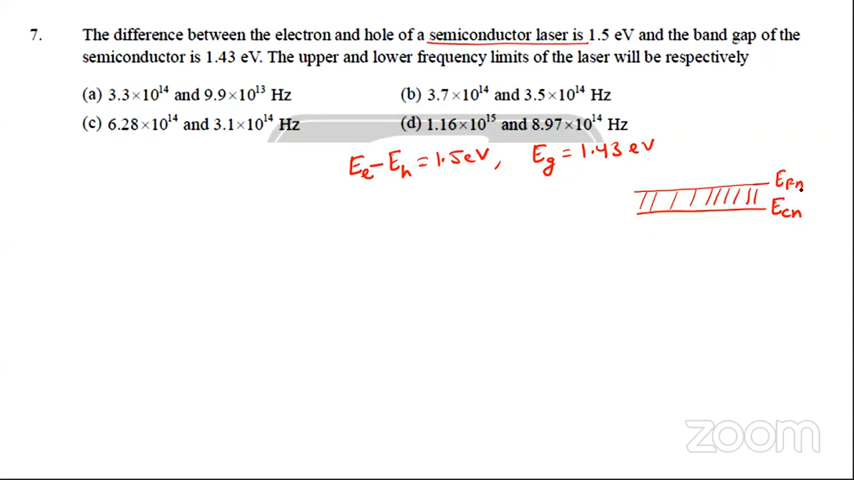 7. The difference between the electron and hole of a semiconductor laser is 1.5 eV and the band gap of the
semiconductor is 1.43 eV. The upper and lower frequency limits of the laser will be respectively
(a) 3.3×10¹⁴ and 9.9×10¹³ Hz (b) 3.7×10¹⁴ and 3.5×10¹⁴ Hz
(c) 6.28×10¹⁴ and 3.1×10¹⁴ Hz (d) 1.16×10¹⁵ and 8.97×10¹⁴ Hz
Ee-Eh=1.5eV, Eg=1.43 eV
EFn
Ecn
zoom